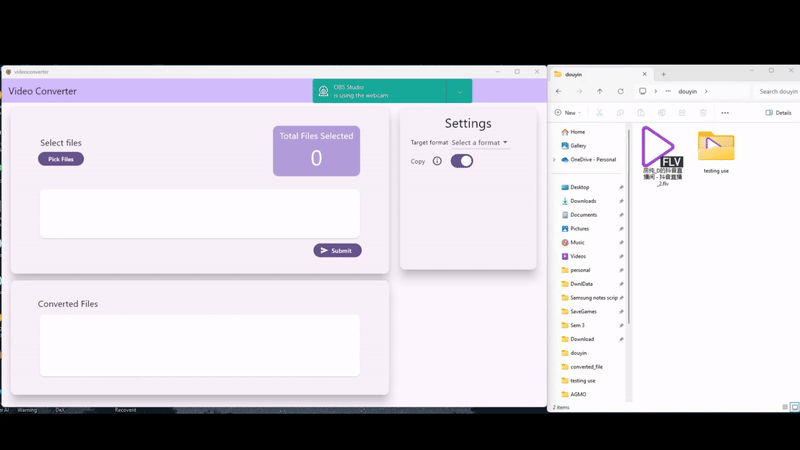 videoconverter
Video Converter
OBS Studio
is using the webcam
Select files
Pick Files
Total Files Selected
0
Submit
Settings
Target format
Select a format
Copy
Converted Files
Warning
DeX
Recovent
douyin
douyin
Search douyin
New
Details
Home
Gallery
OneDrive - Personal
Desktop
Downloads
Documents
Pictures
Music
Videos
personal
DwnlData
Samsung notes scrip
SaveGames
Sem 3
Download
douyin
converted_file
testing use
AGMO
FLV
_2.flv
testing use
2 items